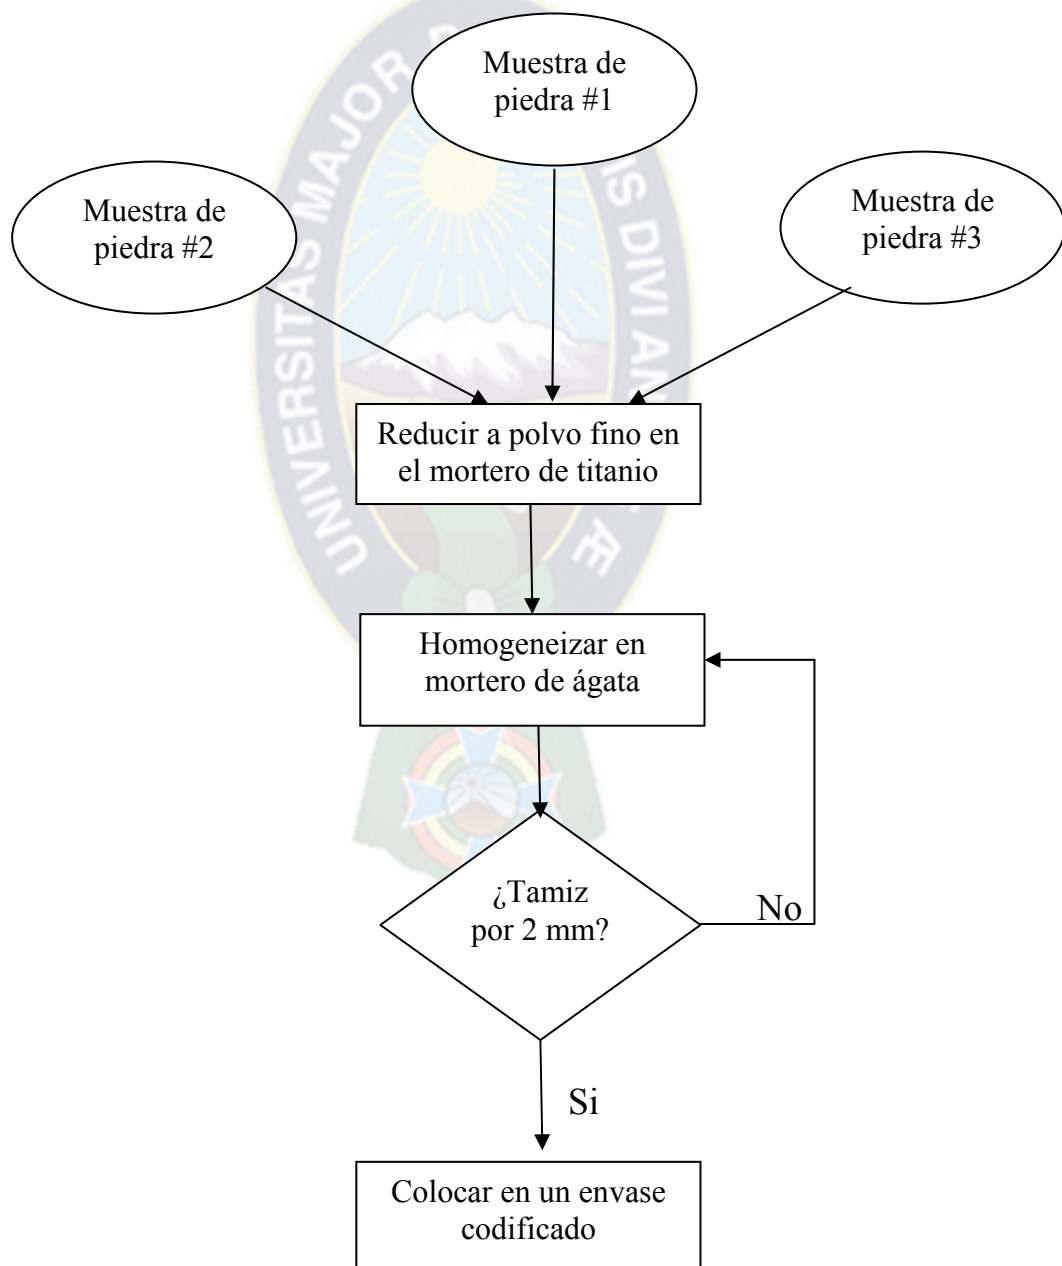 Muestra de
piedra #1
Muestra de
piedra #2
Muestra de
piedra #3
Reducir a polvo fino en
el mortero de titanio
Homogeneizar en
mortero de ágata
¿Tamiz
por 2 mm?
No
Si
Colocar en un envase
codificado
UNIVERSITAS MAJOR P IS DIVI AN Æ